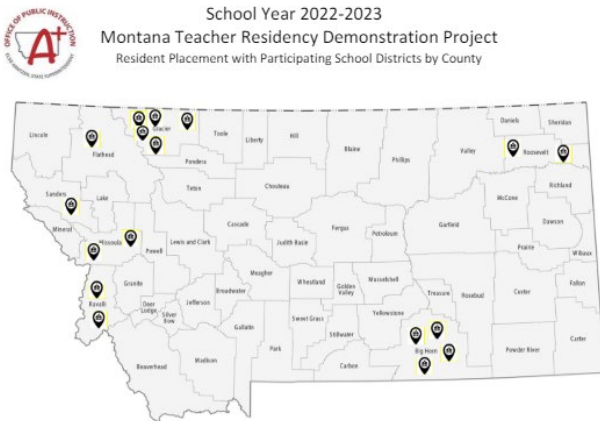 School Year 2022-2023
Montana Teacher Residency Demonstration Project
Resident Placement with Participating School Districts by County
OFFICE OF PUBLIC INSTRUCTION
A+
Lincoln
Flathead
Glacier
Toole
Liberty
Hill
Blaine
Phillips
Valley
Daniels
Sheridan
Roosevelt
Pondera
Teton
Chouteau
Richland
McCone
Sanders
Lake
Mineral
Missoula
Powell
Lewis and Clark
Cascade
Judith Basin
Fergus
Petroleum
Garfield
Dawson
Prairie
Wibaux
Granite
Ravalli
Deer Lodge
Silver Bow
Jefferson
Broadwater
Meagher
Wheatland
Golden Valley
Musselshell
Treasure
Rosebud
Custer
Fallon
Gallatin
Park
Sweet Grass
Stillwater
Yellowstone
Big Horn
Carbon
Powder River
Carter
Beaverhead
Madison